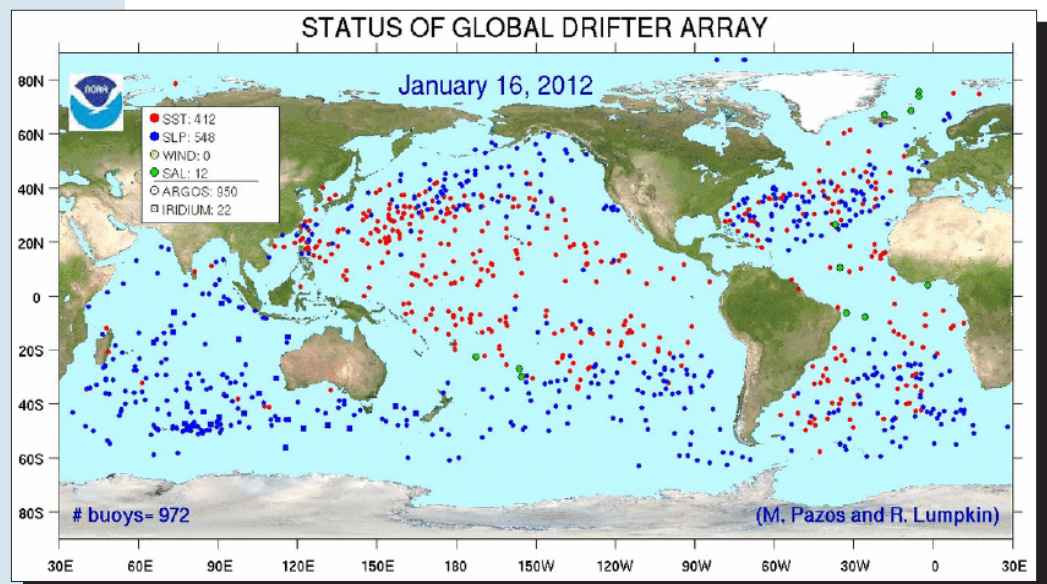 STATUS OF GLOBAL DRIFTER ARRAY
January 16, 2012
NOAA
SST: 412
SLP: 548
WIND: 0
SAL: 12
ARGOS: 950
IRIDIUM: 22
80N
60N
40N
20N
0
20S
40S
60S
80S
# buoys= 972
(M. Pazos and R. Lumpkin)
30E 60E 90E 120E 150E 180E 150W 120W 90W 60W 30W 0 30E